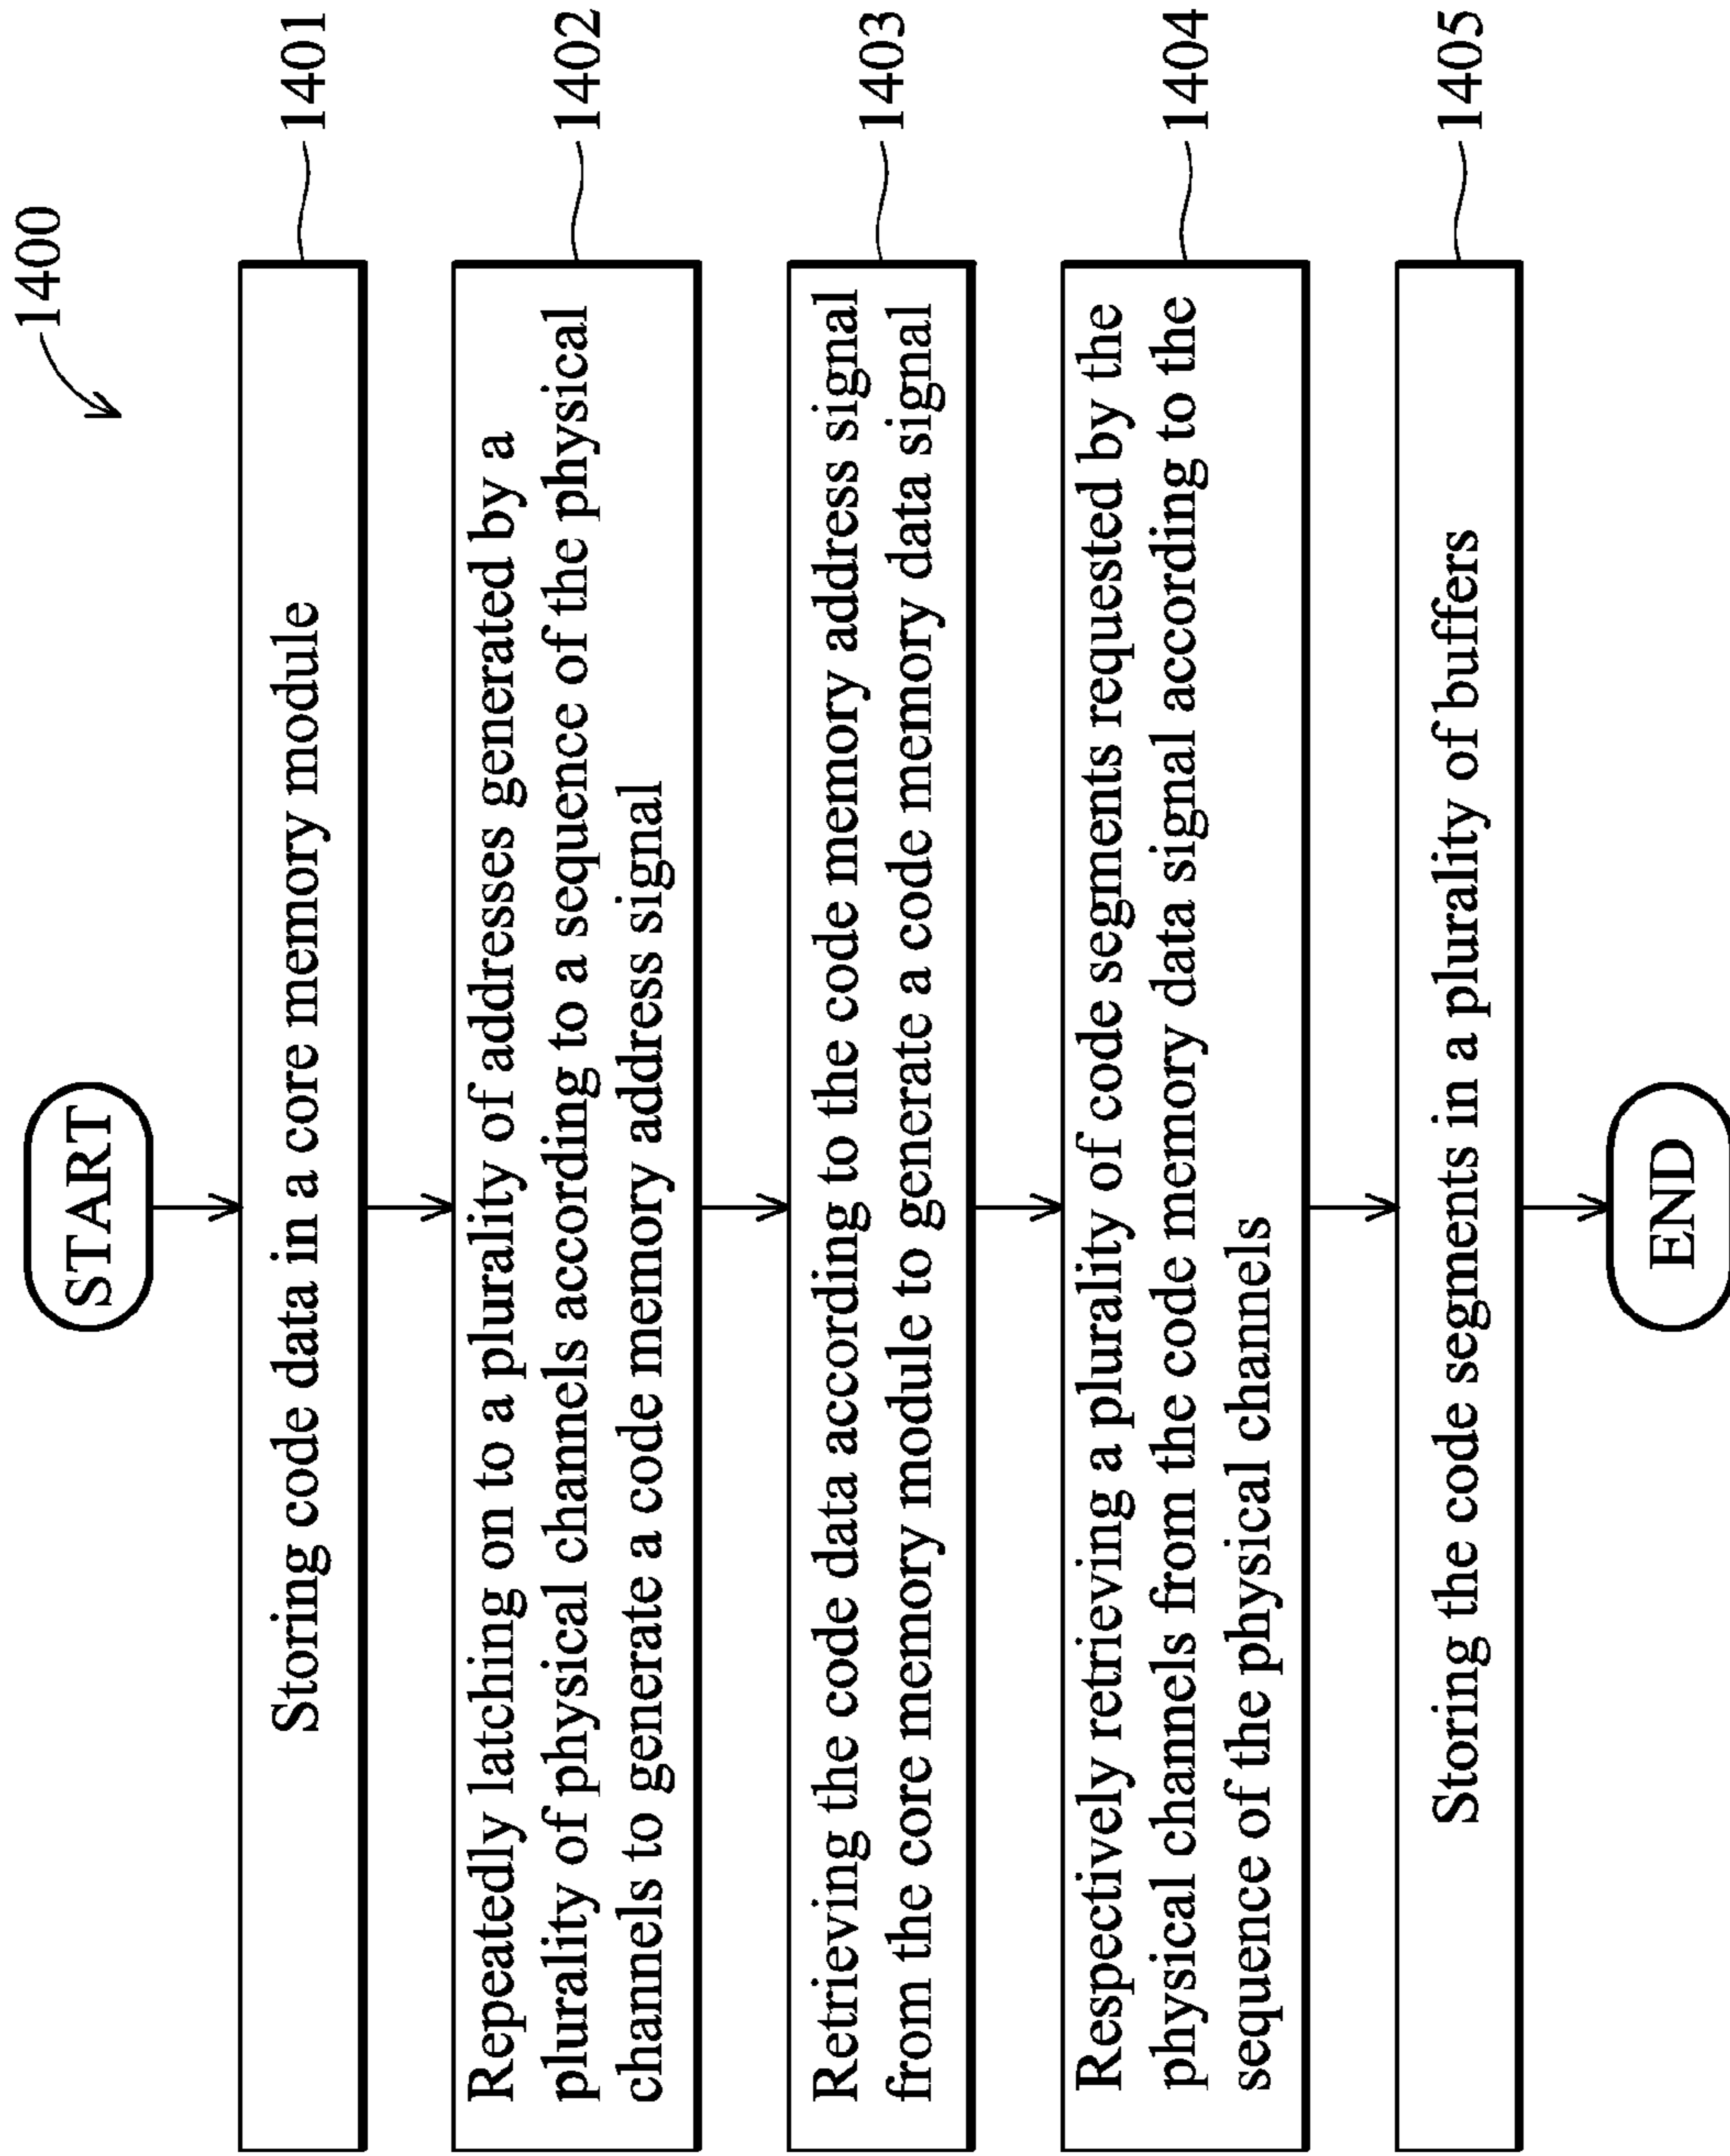 1400
START
Storing code data in a core memory module
1401
Repeatedly latching on to a plurality of addresses generated by a
plurality of physical channels according to a sequence of the physical
channels to generate a code memory address signal
1402
Retrieving the code data according to the code memory address signal
from the core memory module to generate a code memory data signal
1403
Respectively retrieving a plurality of code segments requested by the
physical channels from the code memory data signal according to the
sequence of the physical channels
1404
Storing the code segments in a plurality of buffers
1405
END